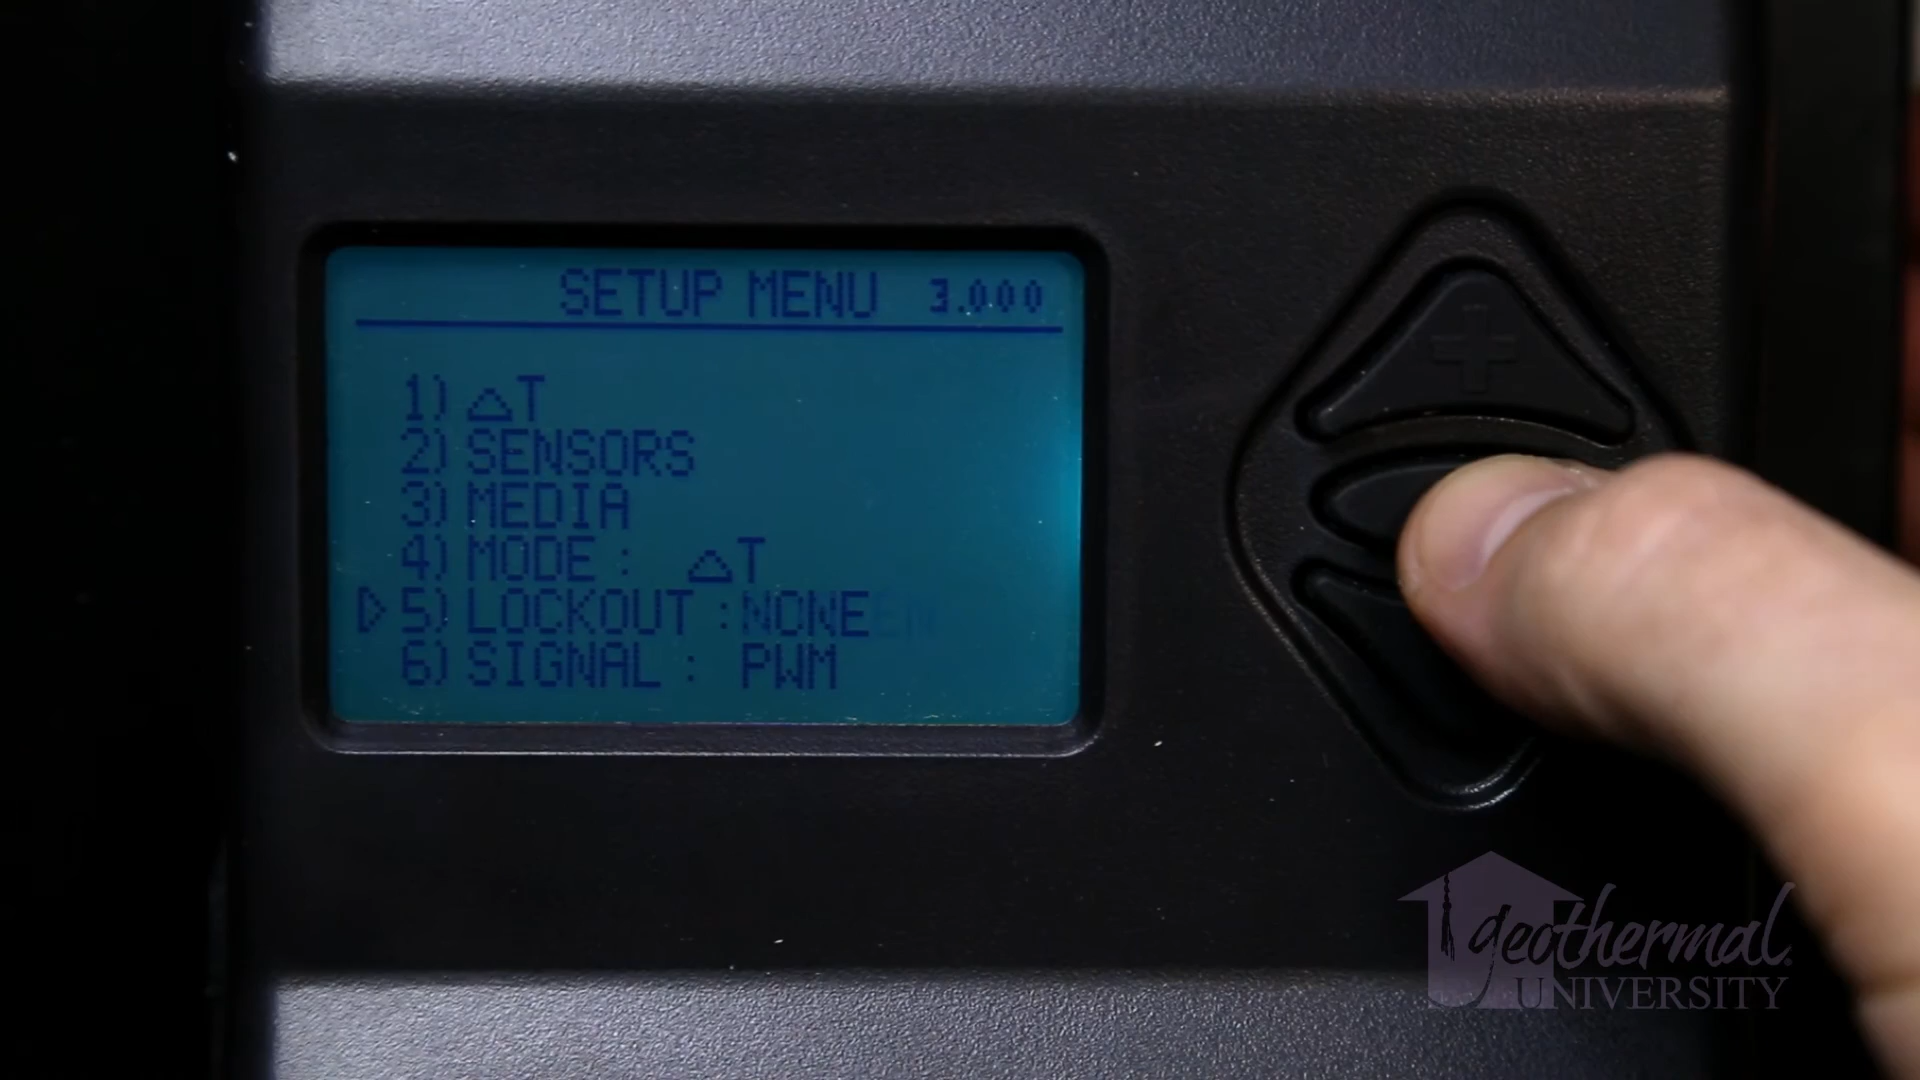 SETUP MENU 3.000
1) △T
2) SENSORS
3) MEDIA
4) MODE : △T
▷ 5) LOCKOUT : NONE
6) SIGNAL : PWM
geothermal
UNIVERSITY